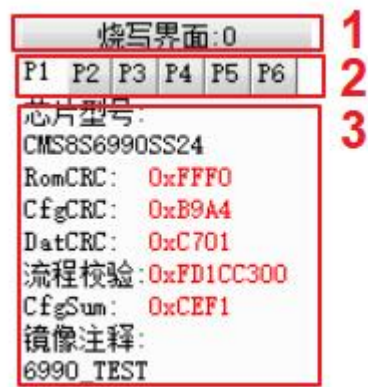 烧写界面:0
1
P1 P2 P3 P4 P5 P6
2
芯片型号:
3
CMS8S6990SS24
RomCRC: 0xFFF0
CfgCRC: 0xB9A4
DatCRC: 0xC701
流程校验:0xFD1CC300
CfgSum: 0xCEF1
镜像注释:
6990_TEST